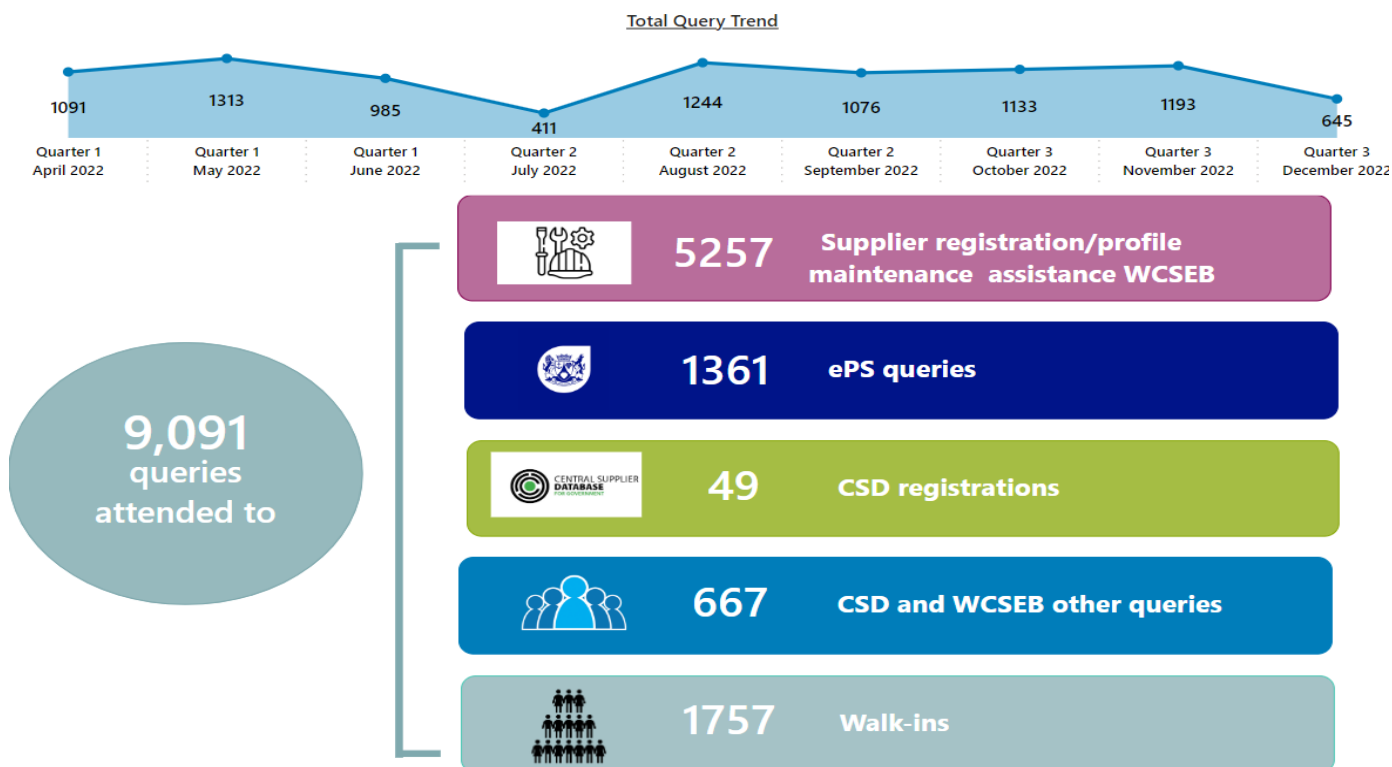 Total Query Trend
1091
1313
985
411
1244
1076
1133
1193
645
Quarter 1
April 2022
Quarter 1
May 2022
Quarter 1
June 2022
Quarter 2
July 2022
Quarter 2
August 2022
Quarter 2
September 2022
Quarter 3
October 2022
Quarter 3
November 2022
Quarter 3
December 2022
9,091
queries
attended to
5257
Supplier registration/profile
maintenance assistance WCSEB
1361
ePS queries
CENTRAL SUPPLIER
DATABASE
FOR GOVERNMENT
49
CSD registrations
667
CSD and WCSEB other queries
1757
Walk-ins